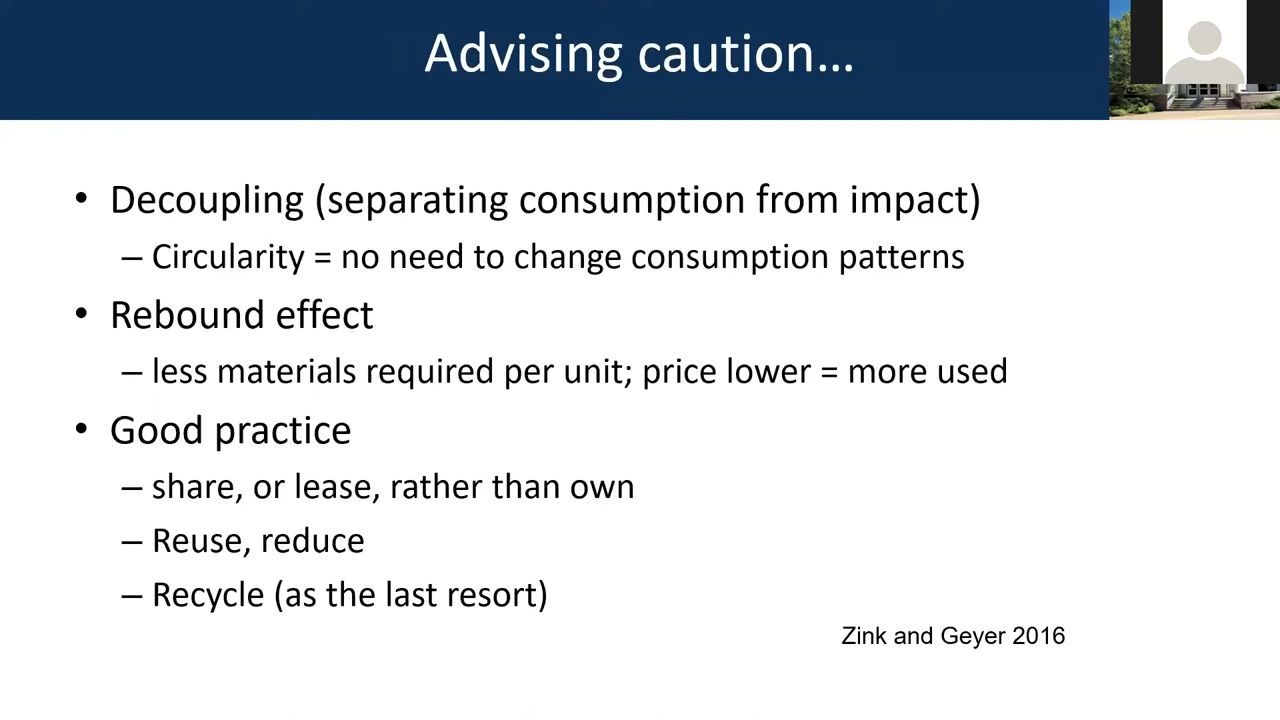 Advising caution…
• Decoupling (separating consumption from impact)
– Circularity = no need to change consumption patterns
• Rebound effect
– less materials required per unit; price lower = more used
• Good practice
– share, or lease, rather than own
– Reuse, reduce
– Recycle (as the last resort)
Zink and Geyer 2016